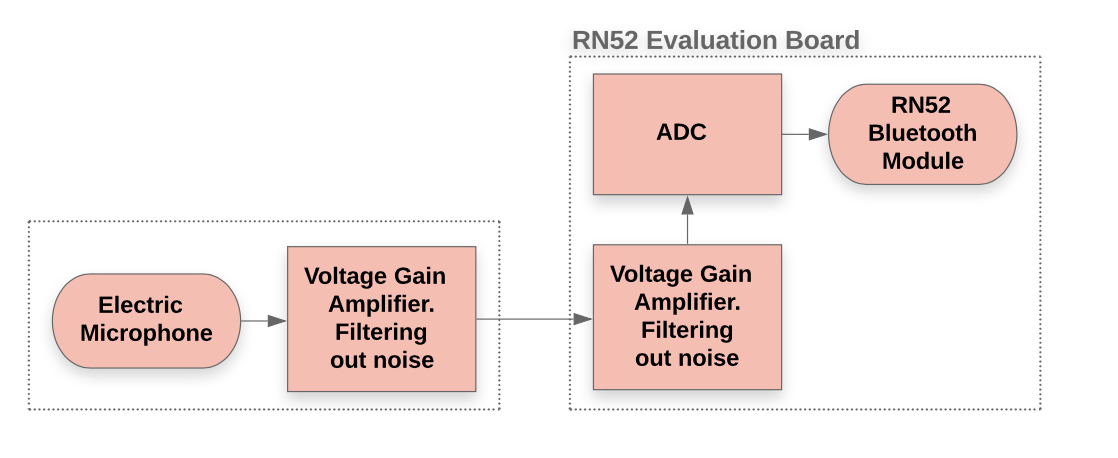 RN52 Evaluation Board
ADC
RN52
Bluetooth
Module
Electric
Microphone
Voltage Gain
Amplifier.
Filtering
out noise
Voltage Gain
Amplifier.
Filtering
out noise